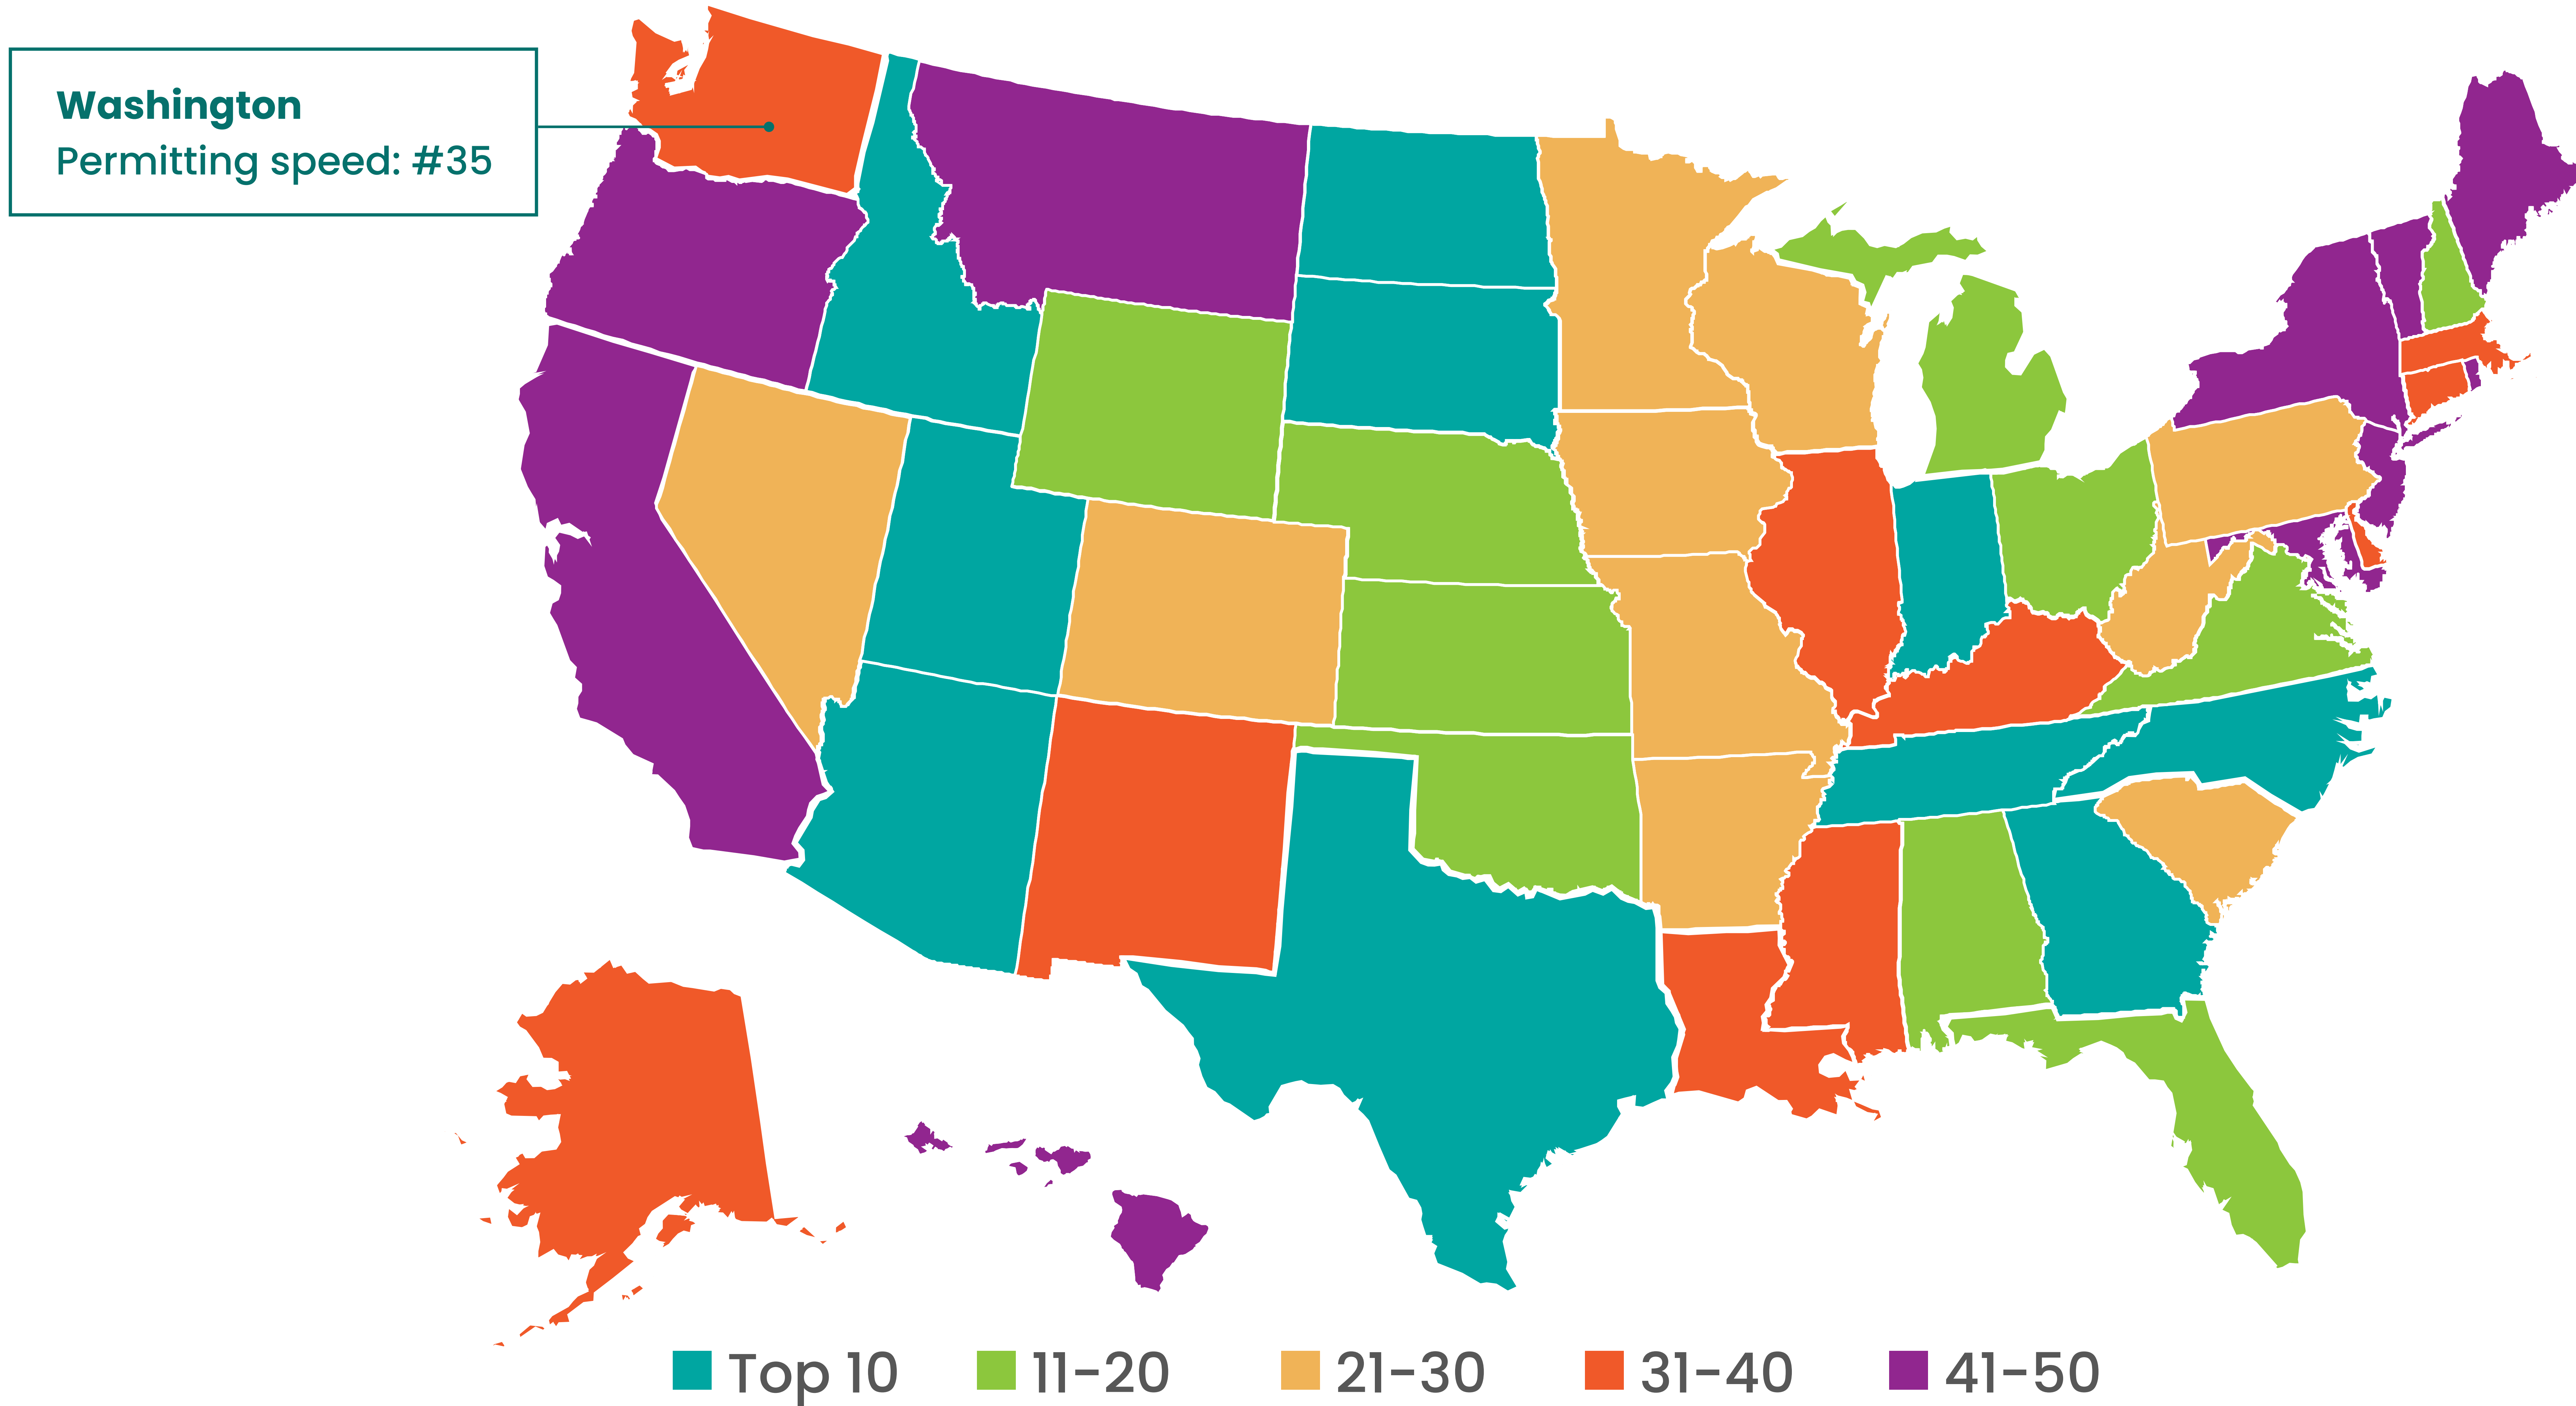 Washington
Permitting speed: #35
Top 10
11-20
21-30
31-40
41-50